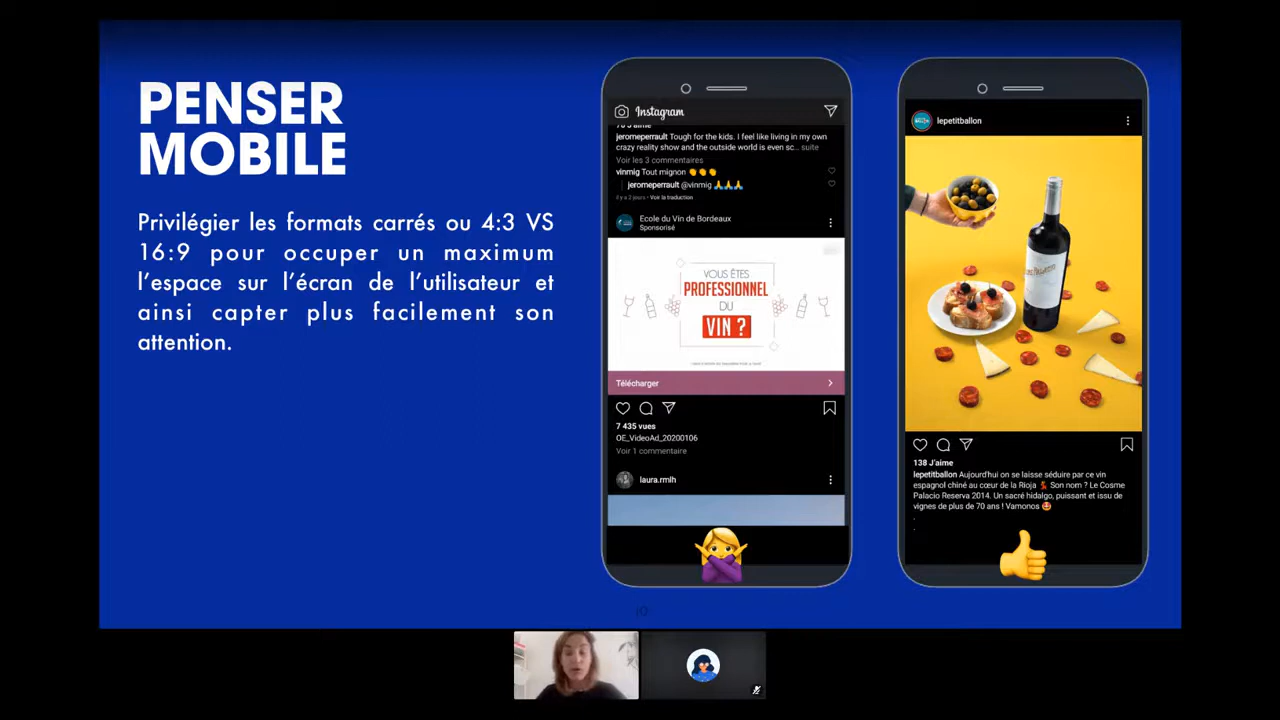 PENSER
MOBILE
Privilégier les formats carrés ou 4:3 VS
16:9 pour occuper un maximum
l'espace sur l'écran de l'utilisateur et
ainsi capter plus facilement son
attention.
Instagram
70 J'aime
jeromeperrault Tough for the kids. I feel like living in my own
crazy reality show and the outside world is even sc... suite
Voir les 3 commentaires
vinmig Tout mignon 👏👏👏
jeromeperrault @vinmig 🙏🙏🙏
il y a 2 jours · Voir la traduction
Ecole du Vin de Bordeaux
Sponsorisé
VOUS ÊTES
PROFESSIONNEL
DU
VIN ?
Télécharger
7 435 vues
OE_VideoAd_20200106
Voir 1 commentaire
laura.rmlh
lepetitballon
138 J'aime
lepetitballon Aujourd'hui on se laisse séduire par ce vin
espagnol chiné au cœur de la Rioja 💃 Son nom ? Le Cosme
Palacio Reserva 2014. Un sacré hidalgo, puissant et issu de
vignes de plus de 70 ans ! Vamonos 🤩
.
.